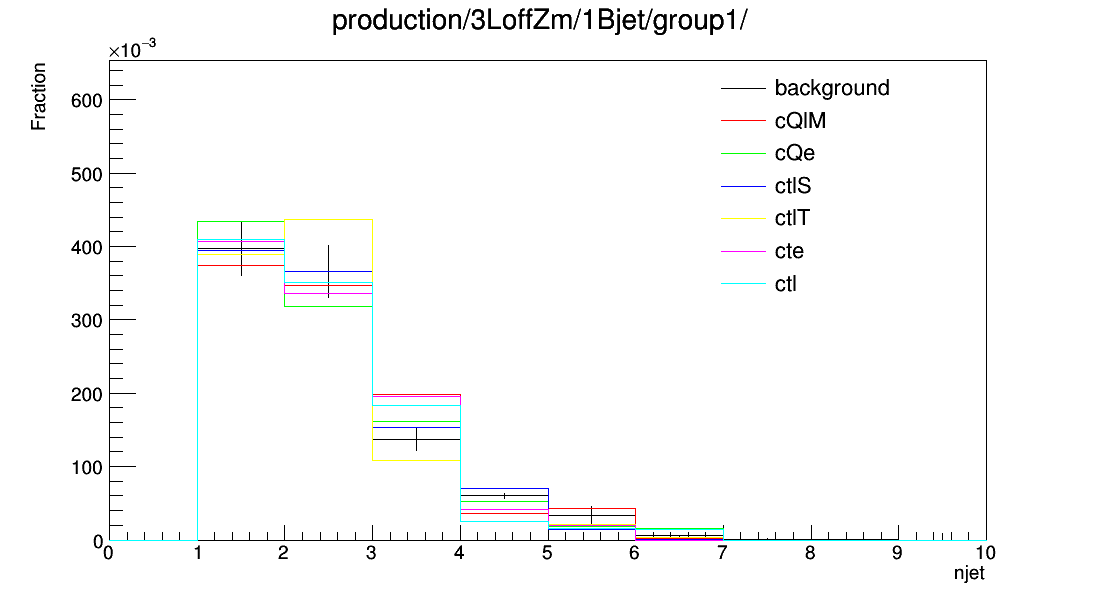 production/3LoffZm/1Bjet/group1/
×10⁻³
Fraction
600
500
400
300
200
100
0
background
cQlM
cQe
ctlS
ctlT
cte
ctl
0 1 2 3 4 5 6 7 8 9 10
njet